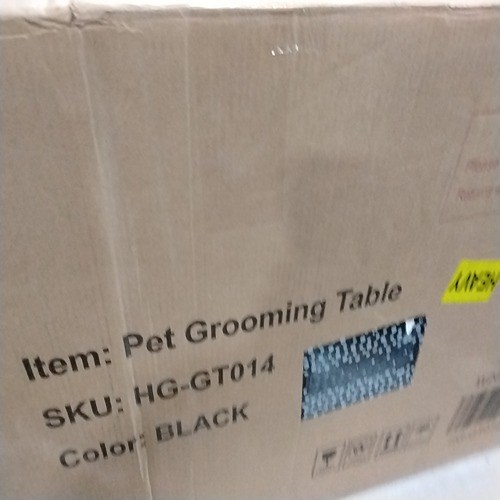 Item: Pet Grooming Table
SKU: HG-GT014
Color: BLACK
HEAVY